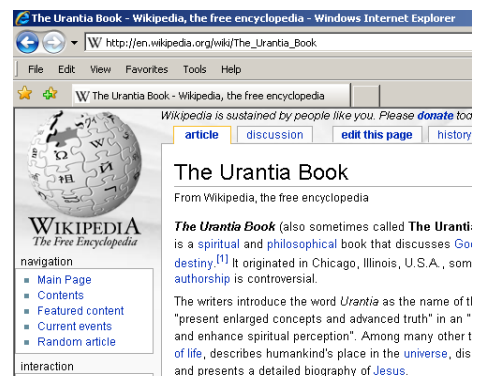 The Urantia Book - Wikipedia, the free encyclopedia - Windows Internet Explorer
W http://en.wikipedia.org/wiki/The_Urantia_Book
File Edit View Favorites Tools Help
W The Urantia Book - Wikipedia, the free encyclopedia
Wikipedia is sustained by people like you. Please donate tod
article discussion edit this page history
The Urantia Book
From Wikipedia, the free encyclopedia
The Urantia Book (also sometimes called The Uranti
is a spiritual and philosophical book that discusses Go
destiny.[1] It originated in Chicago, Illinois, U.S.A., som
authorship is controversial.
The writers introduce the word Urantia as the name of t
"present enlarged concepts and advanced truth" in an "
and enhance spiritual perception". Among many other t
of life, describes humankind's place in the universe, dis
and presents a detailed biography of Jesus.
WIKIPEDIA
The Free Encyclopedia
navigation
Main Page
Contents
Featured content
Current events
Random article
interaction